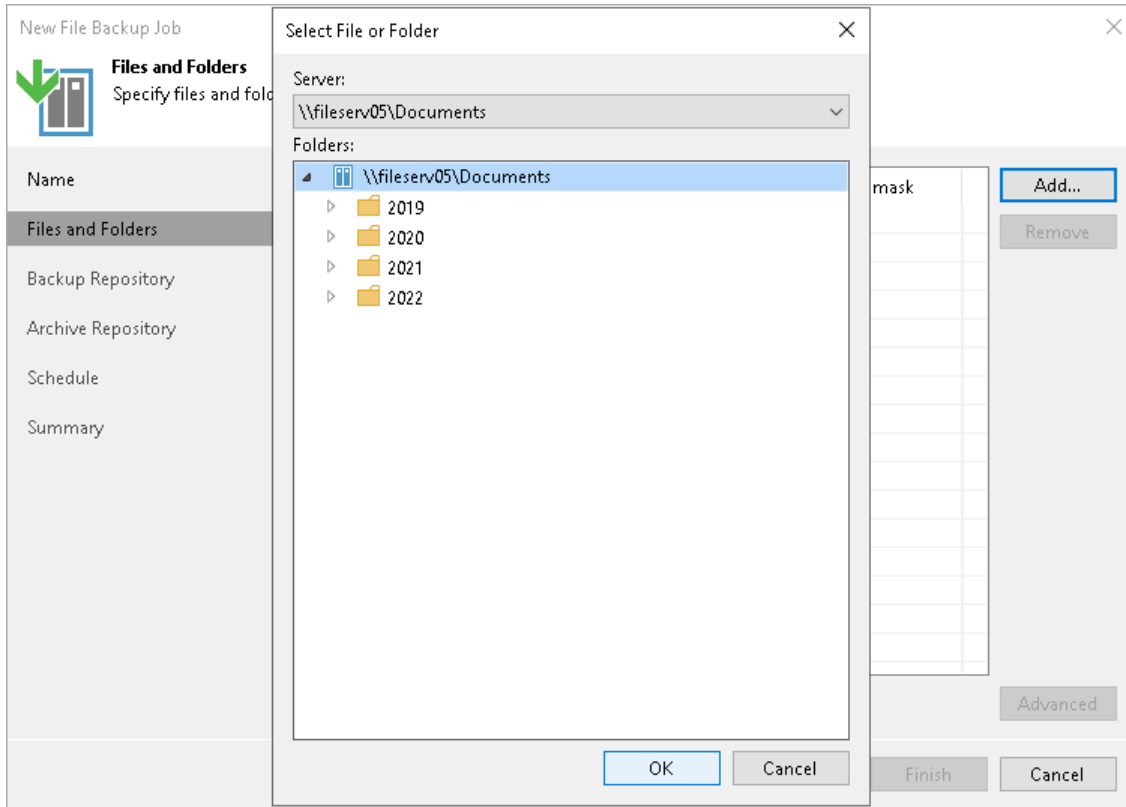 New File Backup Job
Files and Folders
Specify files and fold
Name
Files and Folders
Backup Repository
Archive Repository
Schedule
Summary
Select File or Folder
Server:
\\fileserv05\Documents
Folders:
\\fileserv05\Documents
2019
2020
2021
2022
OK
Cancel
mask
Add...
Remove
Advanced
Finish
Cancel